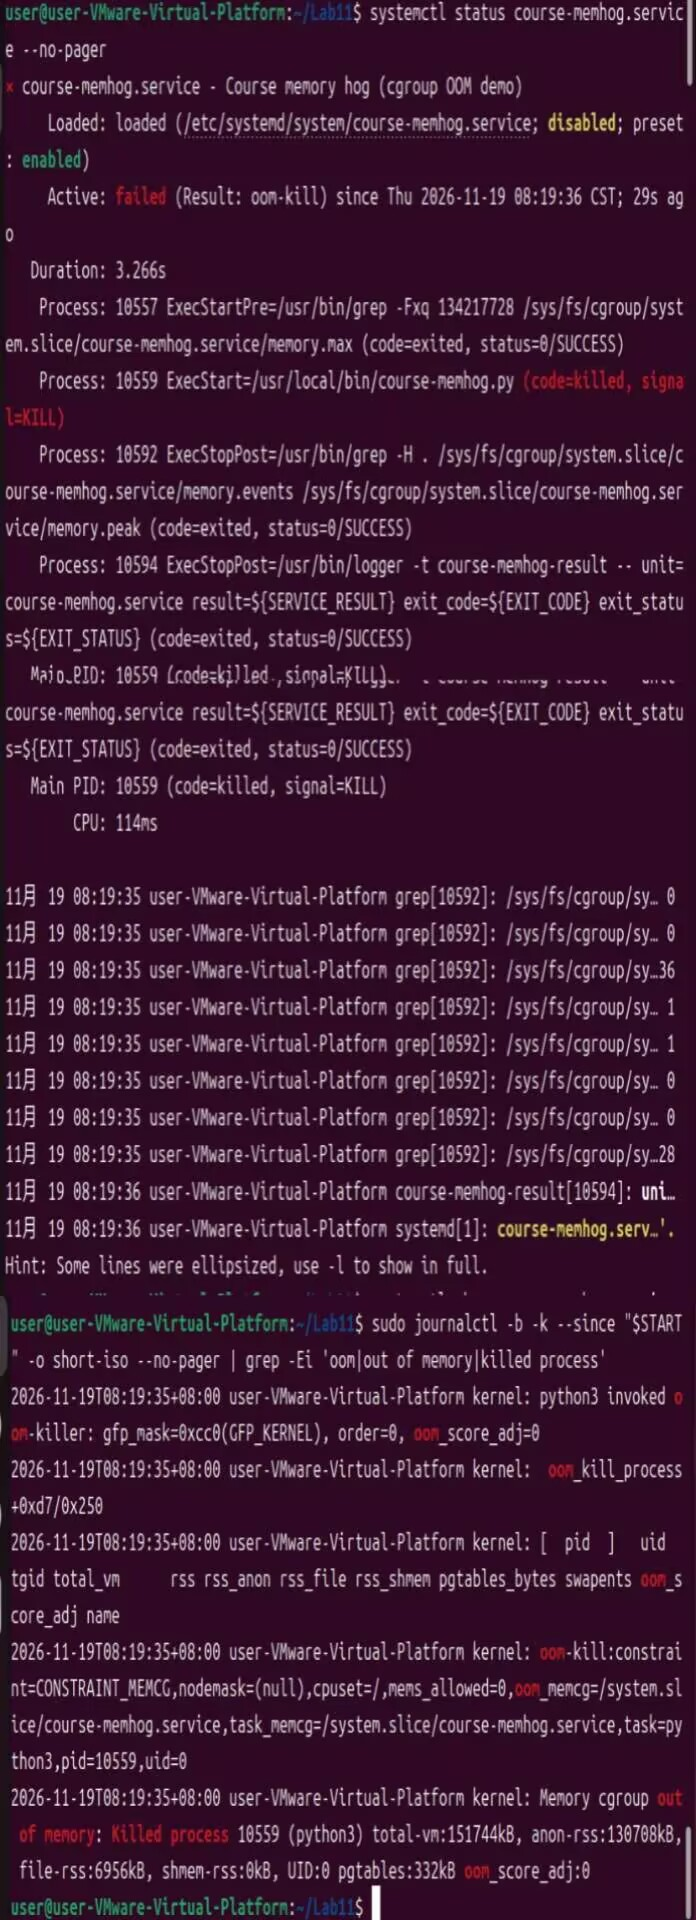 user@user-VMware-Virtual-Platform:~/Lab11$ systemctl status course-memhog.servic
e --no-pager
× course-memhog.service - Course memory hog (cgroup OOM demo)
     Loaded: loaded (/etc/systemd/system/course-memhog.service; disabled; preset
: enabled)
     Active: failed (Result: oom-kill) since Thu 2026-11-19 08:19:36 CST; 29s ag
o
   Duration: 3.266s
    Process: 10557 ExecStartPre=/usr/bin/grep -Fxq 134217728 /sys/fs/cgroup/syst
em.slice/course-memhog.service/memory.max (code=exited, status=0/SUCCESS)
    Process: 10559 ExecStart=/usr/local/bin/course-memhog.py (code=killed, signa
l=KILL)
    Process: 10592 ExecStopPost=/usr/bin/grep -H . /sys/fs/cgroup/system.slice/c
ourse-memhog.service/memory.events /sys/fs/cgroup/system.slice/course-memhog.ser
vice/memory.peak (code=exited, status=0/SUCCESS)
    Process: 10594 ExecStopPost=/usr/bin/logger -t course-memhog-result -- unit=
course-memhog.service result=${SERVICE_RESULT} exit_code=${EXIT_CODE} exit_statu
s=${EXIT_STATUS} (code=exited, status=0/SUCCESS)
   Main PID: 10559 (code=killed, signal=KILL)
course-memhog.service result=${SERVICE_RESULT} exit_code=${EXIT_CODE} exit_statu
s=${EXIT_STATUS} (code=exited, status=0/SUCCESS)
   Main PID: 10559 (code=killed, signal=KILL)
        CPU: 114ms
11月 19 08:19:35 user-VMware-Virtual-Platform grep[10592]: /sys/fs/cgroup/sy… 0
11月 19 08:19:35 user-VMware-Virtual-Platform grep[10592]: /sys/fs/cgroup/sy… 0
11月 19 08:19:35 user-VMware-Virtual-Platform grep[10592]: /sys/fs/cgroup/sy…36
11月 19 08:19:35 user-VMware-Virtual-Platform grep[10592]: /sys/fs/cgroup/sy… 1
11月 19 08:19:35 user-VMware-Virtual-Platform grep[10592]: /sys/fs/cgroup/sy… 1
11月 19 08:19:35 user-VMware-Virtual-Platform grep[10592]: /sys/fs/cgroup/sy… 0
11月 19 08:19:35 user-VMware-Virtual-Platform grep[10592]: /sys/fs/cgroup/sy… 0
11月 19 08:19:35 user-VMware-Virtual-Platform grep[10592]: /sys/fs/cgroup/sy…28
11月 19 08:19:36 user-VMware-Virtual-Platform course-memhog-result[10594]: uni…
11月 19 08:19:36 user-VMware-Virtual-Platform systemd[1]: course-memhog.serv…'.
Hint: Some lines were ellipsized, use -l to show in full.
user@user-VMware-Virtual-Platform:~/Lab11$ sudo journalctl -b -k --since "$START
" -o short-iso --no-pager | grep -Ei 'oom|out of memory|killed process'
2026-11-19T08:19:35+08:00 user-VMware-Virtual-Platform kernel: python3 invoked o
om-killer: gfp_mask=0xcc0(GFP_KERNEL), order=0, oom_score_adj=0
2026-11-19T08:19:35+08:00 user-VMware-Virtual-Platform kernel:  oom_kill_process
+0xd7/0x250
2026-11-19T08:19:35+08:00 user-VMware-Virtual-Platform kernel: [  pid  ]   uid
tgid total_vm      rss rss_anon rss_file rss_shmem pgtables_bytes swapents oom_s
core_adj name
2026-11-19T08:19:35+08:00 user-VMware-Virtual-Platform kernel: oom-kill:constrai
nt=CONSTRAINT_MEMCG,nodemask=(null),cpuset=/,mems_allowed=0,oom_memcg=/system.sl
ice/course-memhog.service,task_memcg=/system.slice/course-memhog.service,task=py
thon3,pid=10559,uid=0
2026-11-19T08:19:35+08:00 user-VMware-Virtual-Platform kernel: Memory cgroup out
 of memory: Killed process 10559 (python3) total-vm:151744kB, anon-rss:130708kB,
 file-rss:6956kB, shmem-rss:0kB, UID:0 pgtables:332kB oom_score_adj:0
user@user-VMware-Virtual-Platform:~/Lab11$